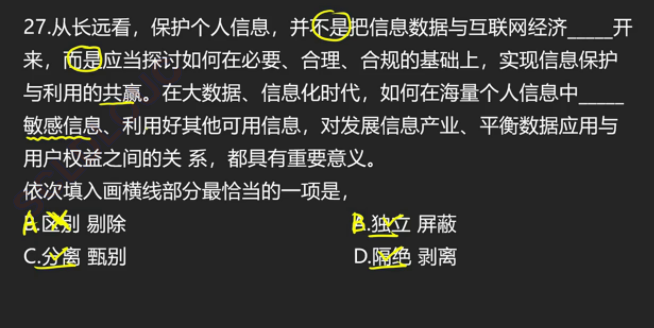 27.从长远看，保护个人信息，并不是把信息数据与互联网经济_____开
来，而是应当探讨如何在必要、合理、合规的基础上，实现信息保护
与利用的共赢。在大数据、信息化时代，如何在海量个人信息中_____
敏感信息、利用好其他可用信息，对发展信息产业、平衡数据应用与
用户权益之间的关 系，都具有重要意义。
依次填入画横线部分最恰当的一项是，
A.区别 剔除 B.独立 屏蔽
C.分离 甄别 D.隔绝 剥离